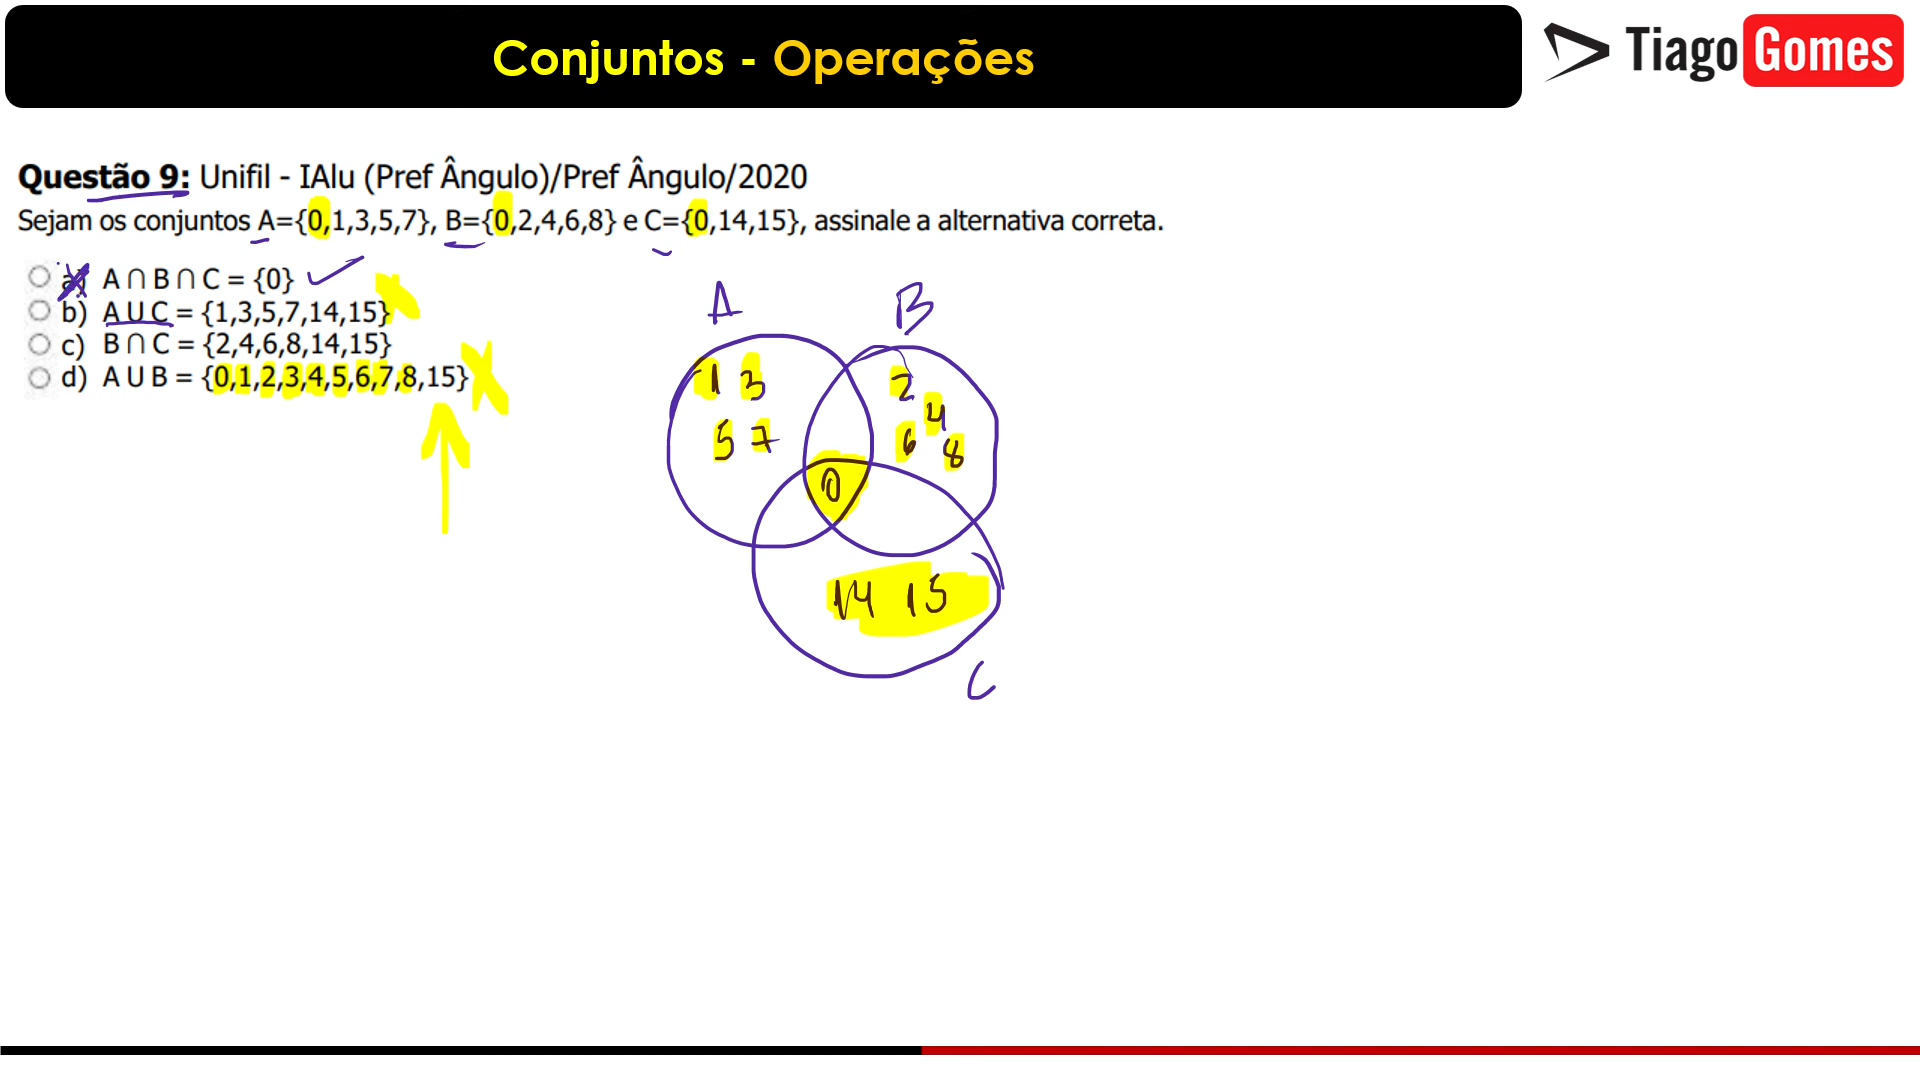 Conjuntos - Operações
Tiago Gomes
Questão 9: Unifil - IAlu (Pref Ângulo)/Pref Ângulo/2020
Sejam os conjuntos A={0,1,3,5,7}, B={0,2,4,6,8} e C={0,14,15}, assinale a alternativa correta.
a) A ∩ B ∩ C = {0}
b) A U C = {1,3,5,7,14,15}
c) B ∩ C = {2,4,6,8,14,15}
d) A U B = {0,1,2,3,4,5,6,7,8,15}
A B
1 3 2
4
5 7 6 8
0
14 15
C